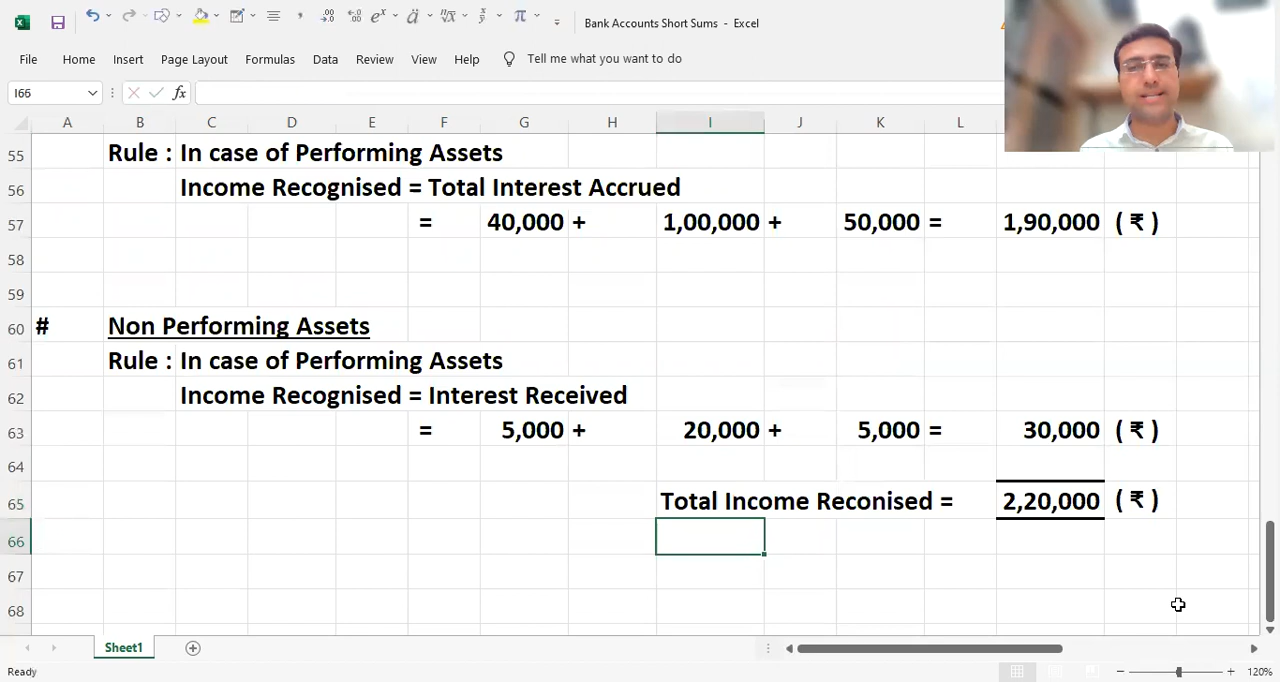 Bank Accounts Short Sums - Excel
File Home Insert Page Layout Formulas Data Review View Help Tell me what you want to do
I66 fx
A B C D E F G H I J K L
55 Rule : In case of Performing Assets
56 Income Recognised = Total Interest Accrued
57 = 40,000 + 1,00,000 + 50,000 = 1,90,000 ( ₹ )
58
59
60 # Non Performing Assets
61 Rule : In case of Performing Assets
62 Income Recognised = Interest Received
63 = 5,000 + 20,000 + 5,000 = 30,000 ( ₹ )
64
65 Total Income Reconised = 2,20,000 ( ₹ )
66
67
68
Sheet1
Ready 120%